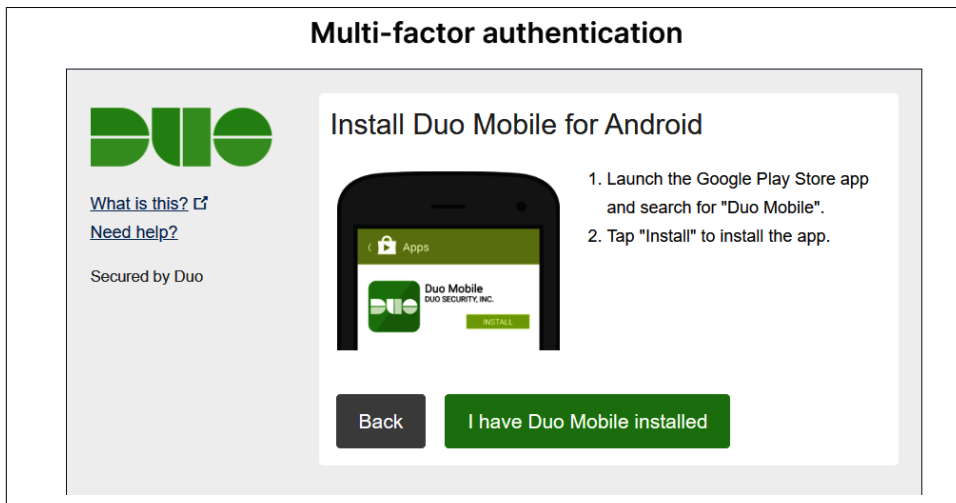 Multi-factor authentication
DUO
What is this?
Need help?
Secured by Duo
Install Duo Mobile for Android
Apps
Duo Mobile
DUO SECURITY, INC.
INSTALL
1. Launch the Google Play Store app
and search for "Duo Mobile".
2. Tap "Install" to install the app.
Back
I have Duo Mobile installed